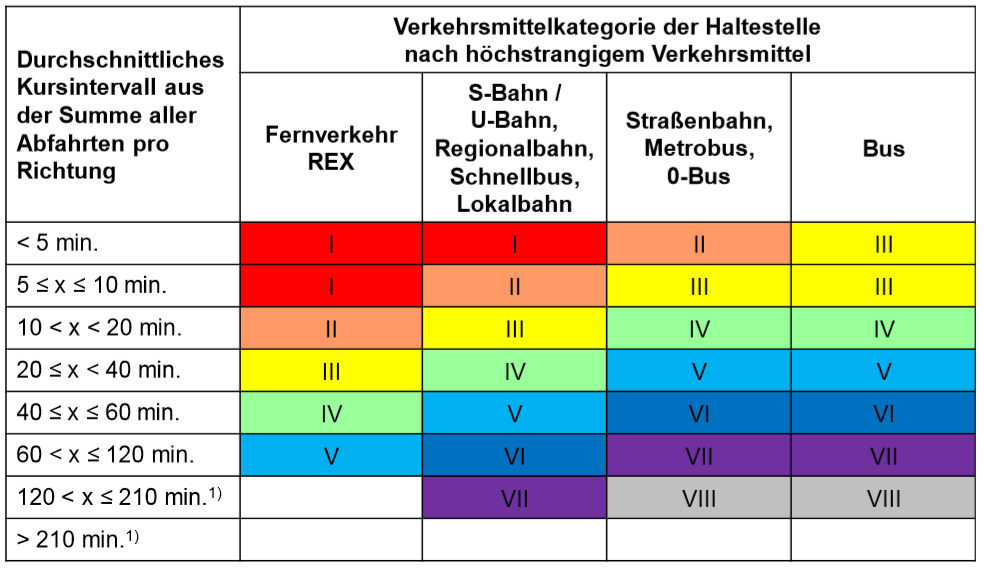 Durchschnittliches
Kursintervall aus
der Summe aller
Abfahrten pro
Richtung
Verkehrsmittelkategorie der Haltestelle
nach höchstrangigem Verkehrsmittel
Fernverkehr
REX
S-Bahn /
U-Bahn,
Regionalbahn,
Schnellbus,
Lokalbahn
Straßenbahn,
Metrobus,
0-Bus
Bus
< 5 min. I I II III
5 ≤ x ≤ 10 min. I II III III
10 < x < 20 min. II III IV IV
20 ≤ x < 40 min. III IV V V
40 ≤ x ≤ 60 min. IV V VI VI
60 < x ≤ 120 min. V VI VII VII
120 < x ≤ 210 min.1) VII VIII VIII
> 210 min.1)